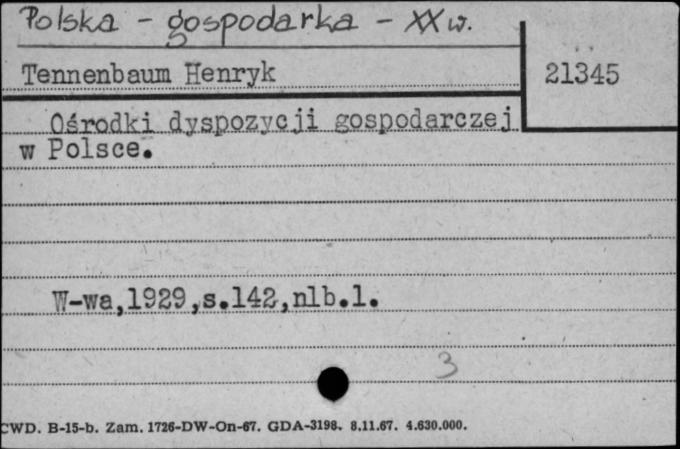 Polska - gospodarka - XX w.
Tennenbaum Henryk
21345
Ośrodki dyspozycji gospodarczej
w Polsce.
W-wa,1929,s.142,nlb.1.
3
CWD. B-15-b. Zam. 1726-DW-On-67. GDA-3198. 8.11.67. 4.630.000.